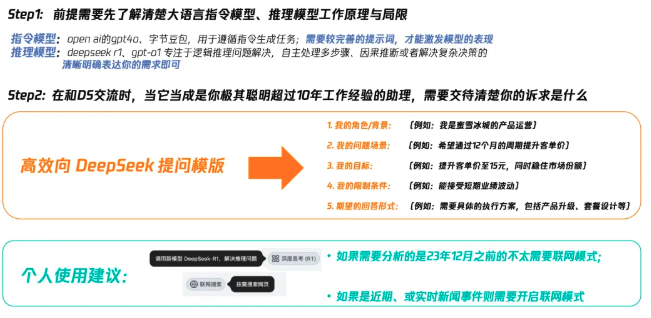 Step1: 前提需要先了解清楚大语言指令模型、推理模型工作原理与局限
指令模型：open ai的gpt4o、字节豆包，用于遵循指令生成任务；需要较完善的提示词，才能激发模型的表现
推理模型：deepseek r1、gpt-o1 专注于逻辑推理问题解决，自主处理多步骤、因果推断或者解决复杂决策的
清晰明确表达你的需求即可
Step2: 在和DS交流时，当它当成是你极其聪明超过10年工作经验的助理，需要交待清楚你的诉求是什么
高效向 DeepSeek 提问模版
1. 我的角色/背景：（例如：我是蜜雪冰城的产品运营）
2. 我的问题场景：（例如：希望通过12个月的周期提升客单价）
3. 我的目标：（例如：提升客单价至15元，同时稳住市场份额）
4. 我的限制条件：（例如：能接受短期业绩波动）
5. 期望的回答形式：（例如：需要具体的执行方案，包括产品升级、套餐设计等）
个人使用建议：
调用新模型 DeepSeek-R1，解决推理问题
深度思考 (R1)
联网搜索
按需搜索网页
• 如果需要分析的是23年12月之前的不太需要联网模式；
• 如果是近期、或实时新闻事件则需要开启联网模式